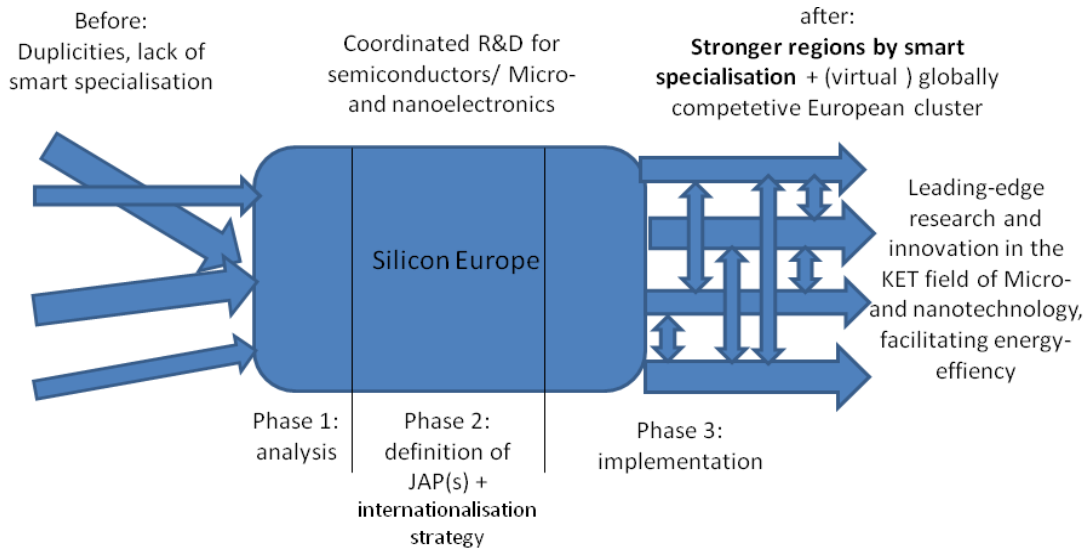 Before:
Duplicities, lack of
smart specialisation
Coordinated R&D for
semiconductors/ Micro-
and nanoelectronics
after:
Stronger regions by smart
specialisation + (virtual ) globally
competetive European cluster
Silicon Europe
Leading-edge
research and
innovation in the
KET field of Micro-
and nanotechnology,
facilitating energy-
effiency
Phase 1:
analysis
Phase 2:
definition of
JAP(s) +
internationalisation
strategy
Phase 3:
implementation